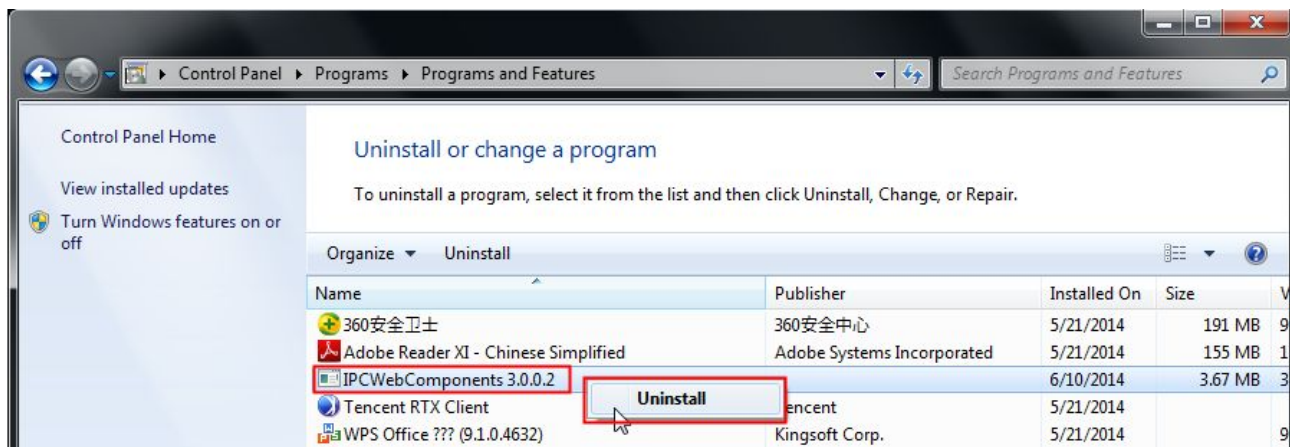 Control Panel ▸ Programs ▸ Programs and Features
Search Programs and Features
Control Panel Home
View installed updates
Turn Windows features on or
off
Uninstall or change a program
To uninstall a program, select it from the list and then click Uninstall, Change, or Repair.
Organize Uninstall
Name Publisher Installed On Size
360安全卫士 360安全中心 5/21/2014 191 MB 9
Adobe Reader XI - Chinese Simplified Adobe Systems Incorporated 5/21/2014 155 MB 1
IPCWebComponents 3.0.0.2 6/10/2014 3.67 MB 3
Uninstall
Tencent RTX Client encent 5/21/2014
WPS Office ??? (9.1.0.4632) Kingsoft Corp. 5/21/2014 9